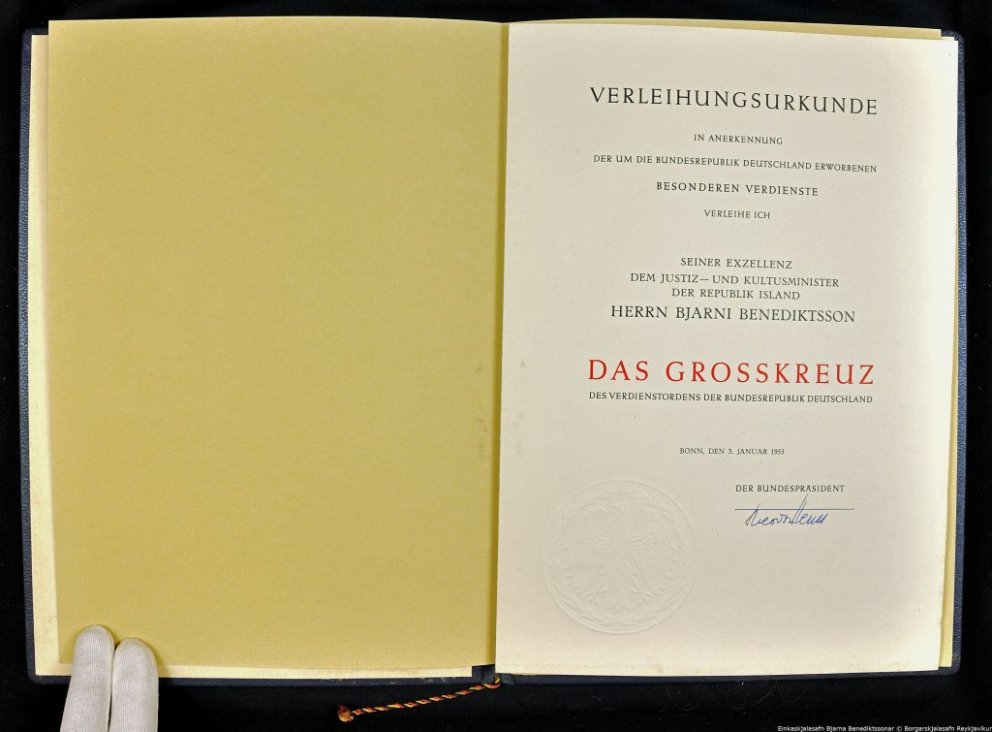 VERLEIHUNGSURKUNDE
IN ANERKENNUNG
DER UM DIE BUNDESREPUBLIK DEUTSCHLAND ERWORBENEN
BESONDEREN VERDIENSTE
VERLEIHE ICH
SEINER EXZELLENZ
DEM JUSTIZ– UND KULTUSMINISTER
DER REPUBLIK ISLAND
HERRN BJARNI BENEDIKTSSON
DAS GROSSKREUZ
DES VERDIENSTORDENS DER BUNDESREPUBLIK DEUTSCHLAND
BONN, DEN 3. JANUAR 1955
DER BUNDESPRÄSIDENT
Theodor Heuss
Einkaskjalasafn Bjarna Benediktssonar © Borgarskjalasafn Reykjavíkur